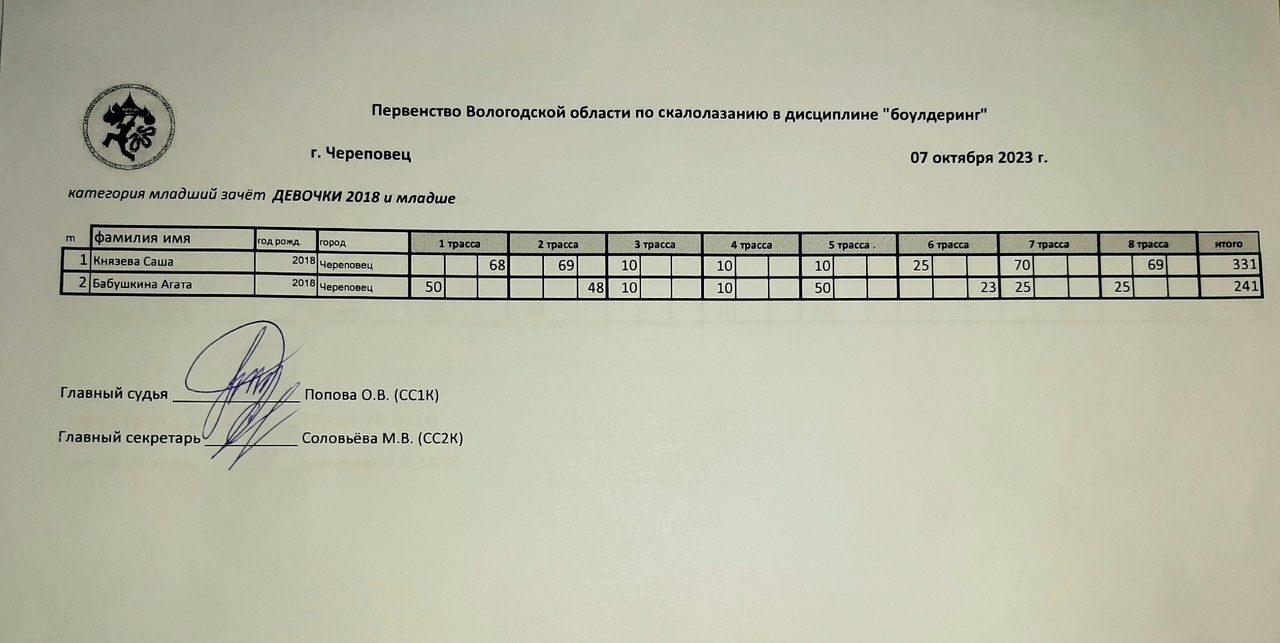 Первенство Вологодской области по скалолазанию в дисциплине "боулдеринг"
г. Череповец 07 октября 2023 г.
категория младший зачёт ДЕВОЧКИ 2018 и младше
m фамилия имя год рожд. город 1 трасса 2 трасса 3 трасса 4 трасса 5 трасса . 6 трасса 7 трасса 8 трасса итого
1 Князева Саша 2018 Череповец 68 69 10 10 10 25 70 69 331
2 Бабушкина Агата 2018 Череповец 50 48 10 10 50 23 25 25 241
Главный судья Попова О.В. (СС1К)
Главный секретарь Соловьёва М.В. (СС2К)